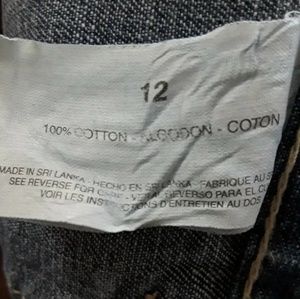 12
100% COTTON - ALGODON - COTON
MADE IN SRI LANKA - HECHO EN SRI LANKA - FABRIQUE AU S
SEE REVERSE FOR CARE - VEA REVERSO PARA EL C
VOIR LES INSTRUCTIONS D'ENTRETIEN AU DOS